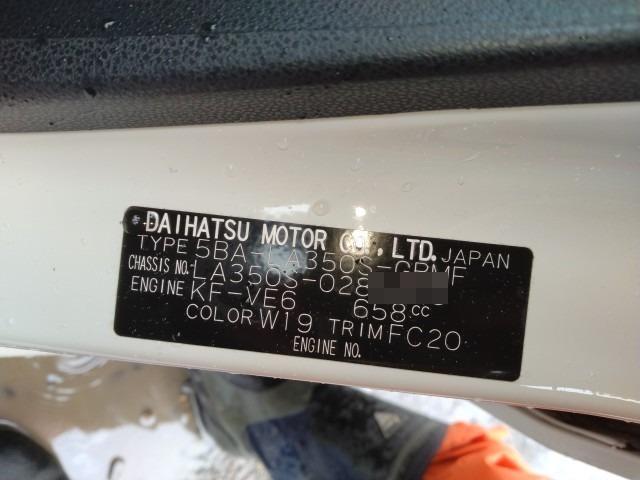 DAIHATSU MOTOR CO., LTD. JAPAN
TYPE 5BA-LA350S-GPMF
CHASSIS NO. LA350S-028
ENGINE KF-VE6 658cc
COLOR W19 TRIM FC20
ENGINE NO.